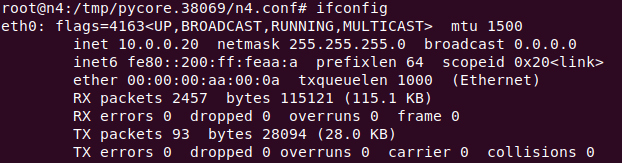 root@n4:/tmp/pycore.38069/n4.conf# ifconfig
eth0: flags=4163<UP,BROADCAST,RUNNING,MULTICAST>  mtu 1500
        inet 10.0.0.20  netmask 255.255.255.0  broadcast 0.0.0.0
        inet6 fe80::200:ff:feaa:a  prefixlen 64  scopeid 0x20<link>
        ether 00:00:00:aa:00:0a  txqueuelen 1000  (Ethernet)
        RX packets 2457  bytes 115121 (115.1 KB)
        RX errors 0  dropped 0  overruns 0  frame 0
        TX packets 93  bytes 28094 (28.0 KB)
        TX errors 0  dropped 0 overruns 0  carrier 0  collisions 0